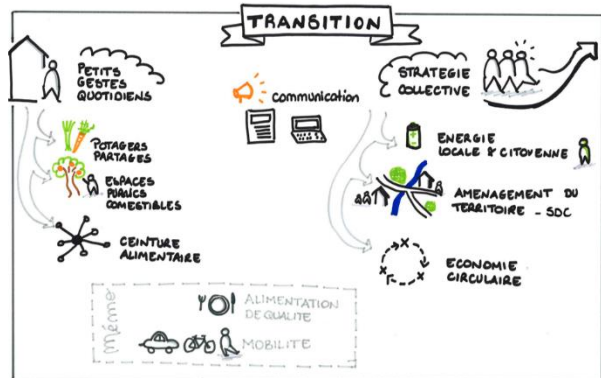 TRANSITION
PETITS
GESTES
QUOTIDIENS
Communication
STRATEGIE
COLLECTIVE
POTAGERS
PARTAGES
ESPACES
PUBLICS
COMESTIBLES
CEINTURE
ALIMENTAIRE
ENERGIE
LOCALE & CITOYENNE
AMENAGEMENT DU
TERRITOIRE - SDC
ECONOMIE
CIRCULAIRE
Mémo
ALIMENTATION
DE QUALITE
MOBILITE